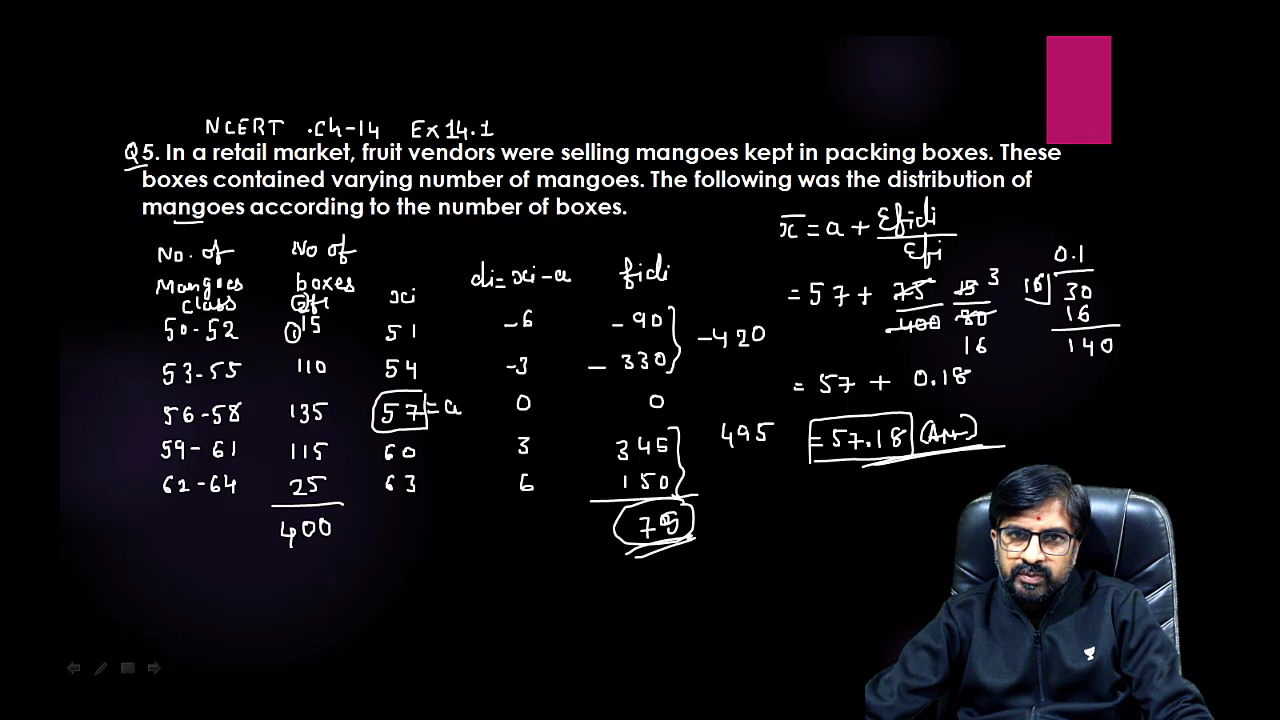 NCERT .Ch-14 Ex 14.1
Q5. In a retail market, fruit vendors were selling mangoes kept in packing boxes. These
boxes contained varying number of mangoes. The following was the distribution of
mangoes according to the number of boxes.
No. of Mangoes class
No of boxes
xi
di = xi - a
fidi
50-52 15 51 -6 -90
53-55 110 54 -3 -330
-420
56-58 135 57 = a 0 0
59-61 115 60 3 345
62-64 25 63 6 150
495
400 75
x̄ = a + Σfidi / Σfi
= 57 + 75/400 15/80 3/16
= 57 + 0.18
= 57.18 (Ans)
0.1
16 30
16
140